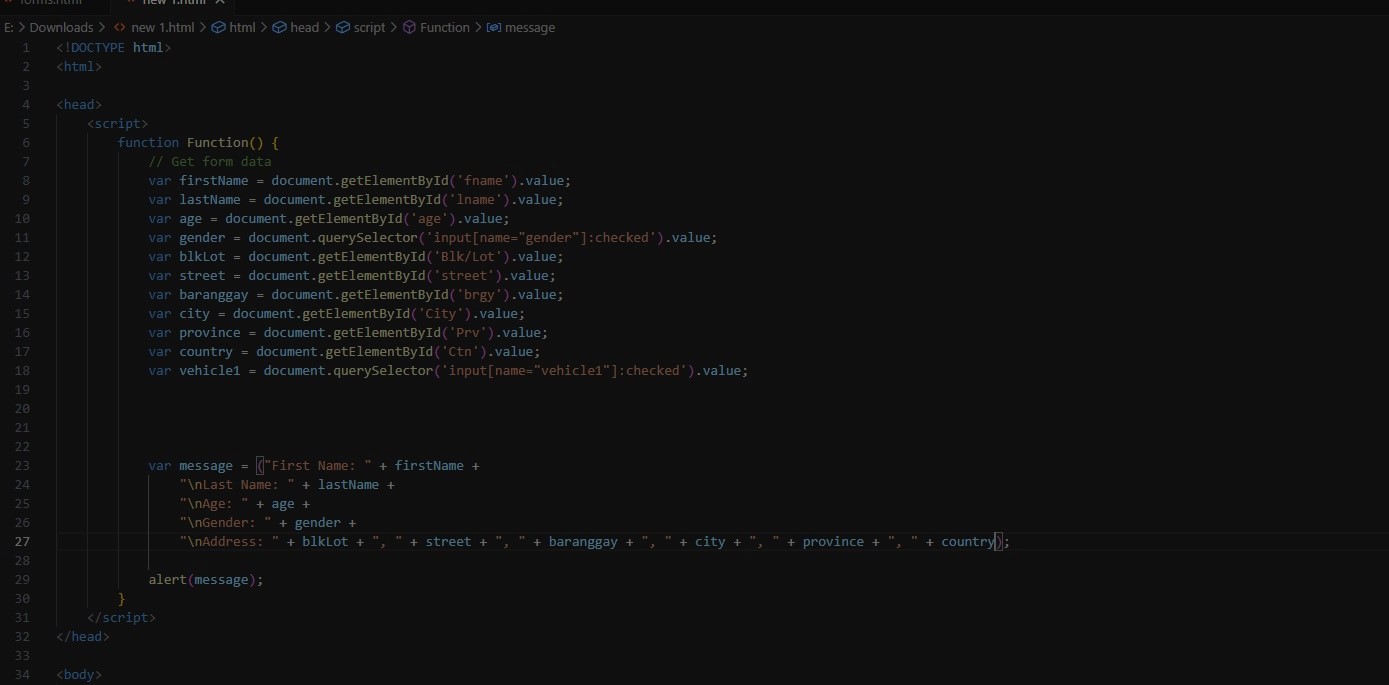 forms.html new 1.html
E: > Downloads > new 1.html > html > head > script > Function > message
1 <!DOCTYPE html>
2 <html>
3
4 <head>
5 <script>
6 function Function() {
7 // Get form data
8 var firstName = document.getElementById('fname').value;
9 var lastName = document.getElementById('lname').value;
10 var age = document.getElementById('age').value;
11 var gender = document.querySelector('input[name="gender"]:checked').value;
12 var blkLot = document.getElementById('Blk/Lot').value;
13 var street = document.getElementById('street').value;
14 var baranggay = document.getElementById('brgy').value;
15 var city = document.getElementById('City').value;
16 var province = document.getElementById('Prv').value;
17 var country = document.getElementById('Ctn').value;
18 var vehicle1 = document.querySelector('input[name="vehicle1"]:checked').value;
19
20
21
22
23 var message = ("First Name: " + firstName +
24 "\nLast Name: " + lastName +
25 "\nAge: " + age +
26 "\nGender: " + gender +
27 "\nAddress: " + blkLot + ", " + street + ", " + baranggay + ", " + city + ", " + province + ", " + country);
28
29 alert(message);
30 }
31 </script>
32 </head>
33
34 <body>